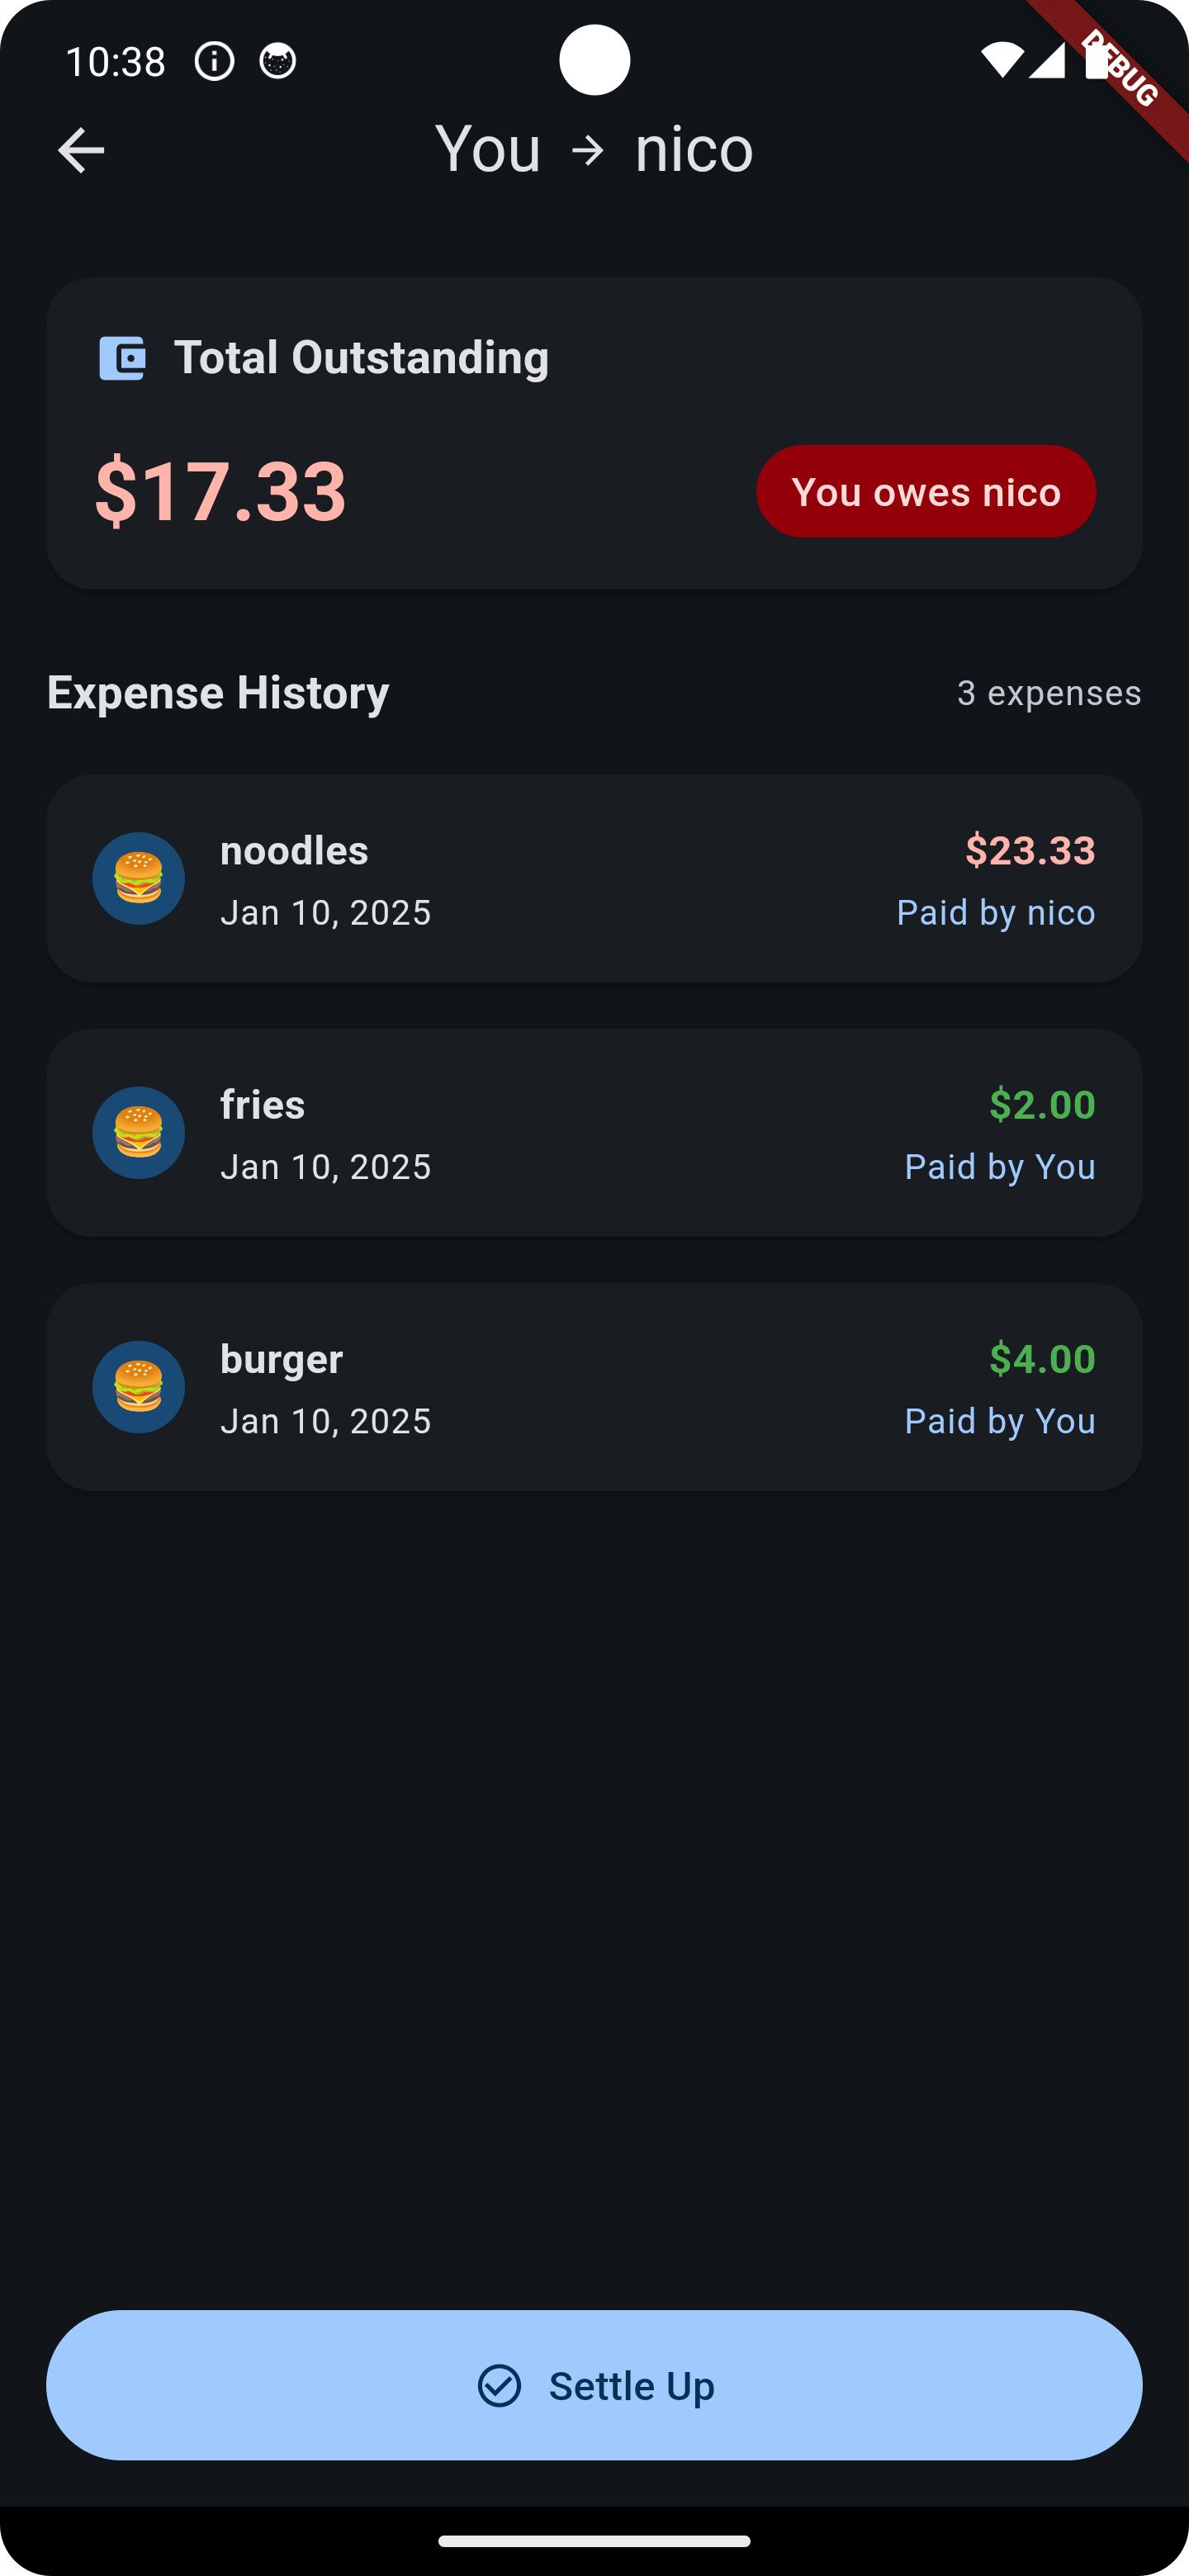 10:38
DEBUG
You → nico
Total Outstanding
$17.33
You owes nico
Expense History
3 expenses
noodles
$23.33
Jan 10, 2025
Paid by nico
fries
$2.00
Jan 10, 2025
Paid by You
burger
$4.00
Jan 10, 2025
Paid by You
Settle Up